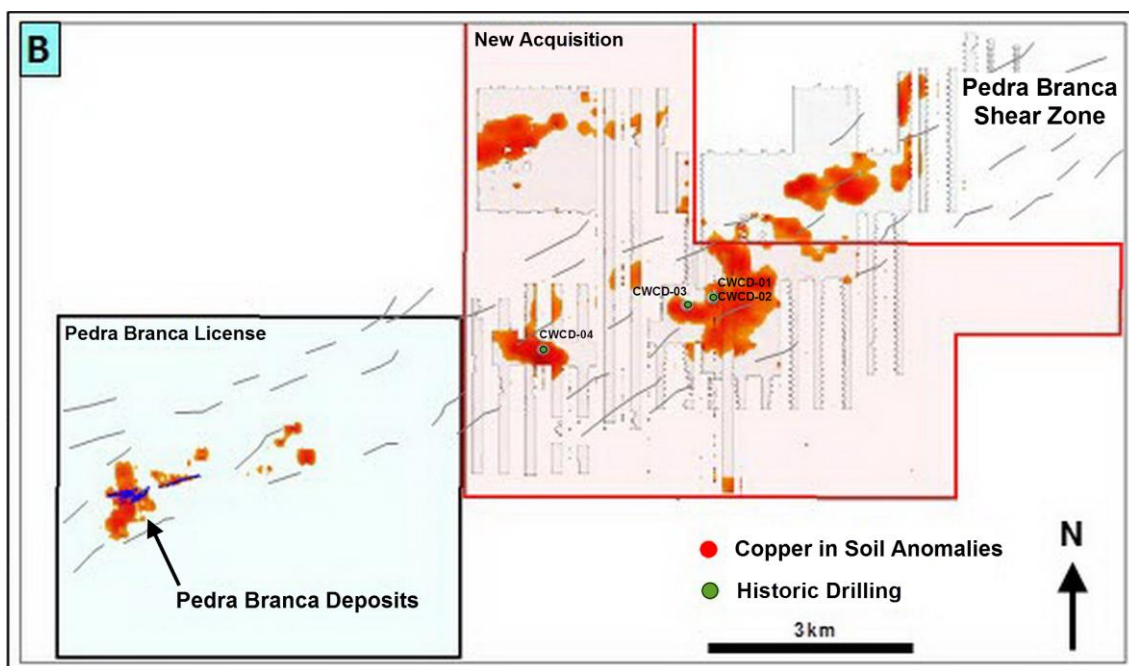 B
New Acquisition
Pedra Branca
Shear Zone
CWCD-03
CWCD-01
CWCD-02
CWCD-04
Pedra Branca License
Pedra Branca Deposits
Copper in Soil Anomalies
Historic Drilling
3km
N